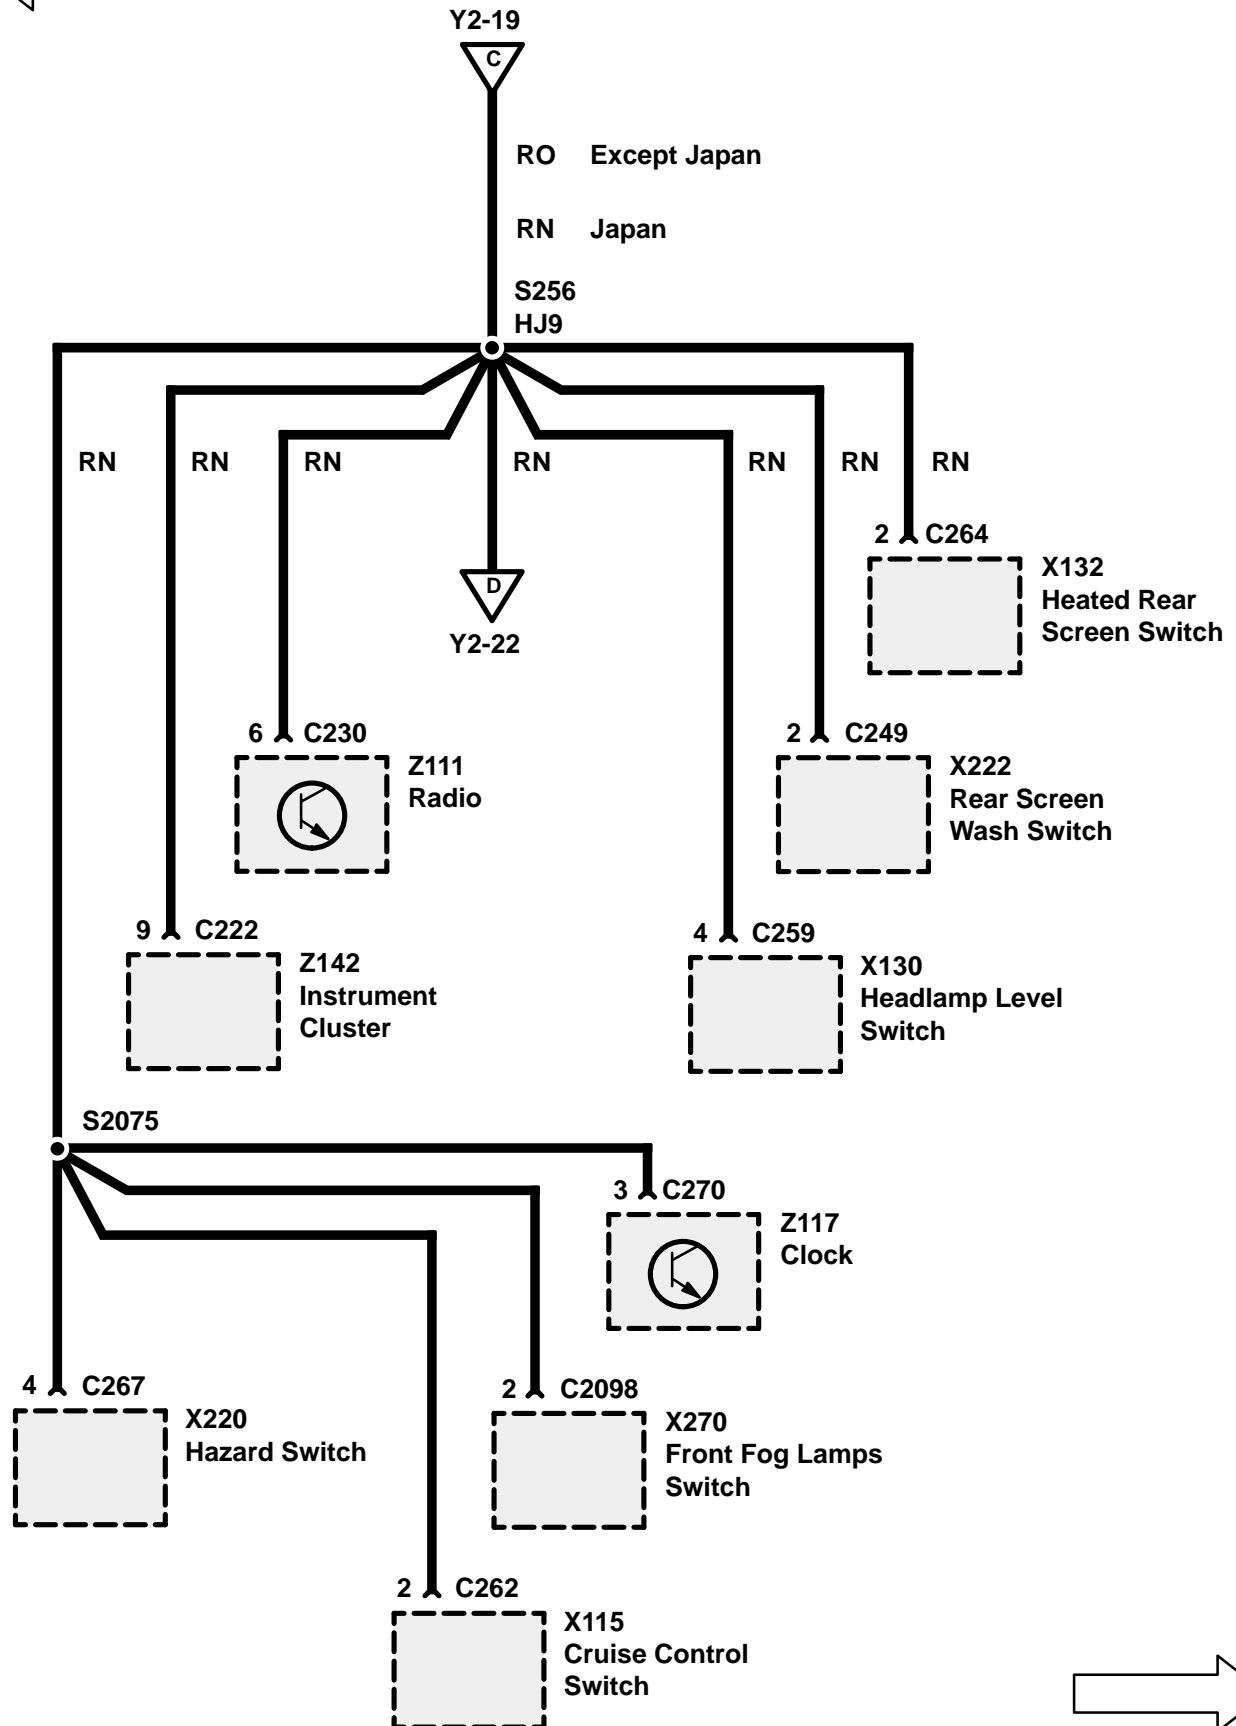 Y2-19
C
RO Except Japan
RN Japan
S256
HJ9
RN RN RN RN RN RN RN
2 C264
X132
Heated Rear
Screen Switch
D
Y2-22
6 C230
Z111
Radio
2 C249
X222
Rear Screen
Wash Switch
9 C222
Z142
Instrument
Cluster
4 C259
X130
Headlamp Level
Switch
S2075
3 C270
Z117
Clock
4 C267
X220
Hazard Switch
2 C2098
X270
Front Fog Lamps
Switch
2 C262
X115
Cruise Control
Switch